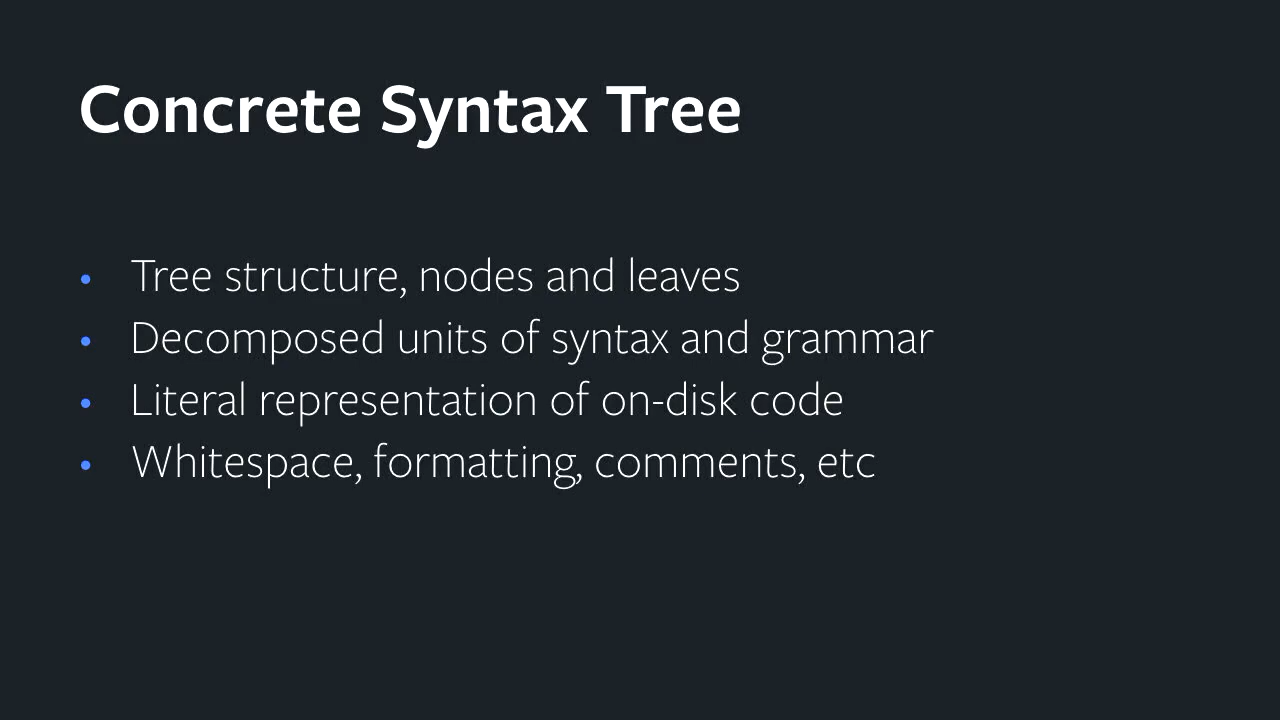 Concrete Syntax Tree
• Tree structure, nodes and leaves
• Decomposed units of syntax and grammar
• Literal representation of on-disk code
• Whitespace, formatting, comments, etc